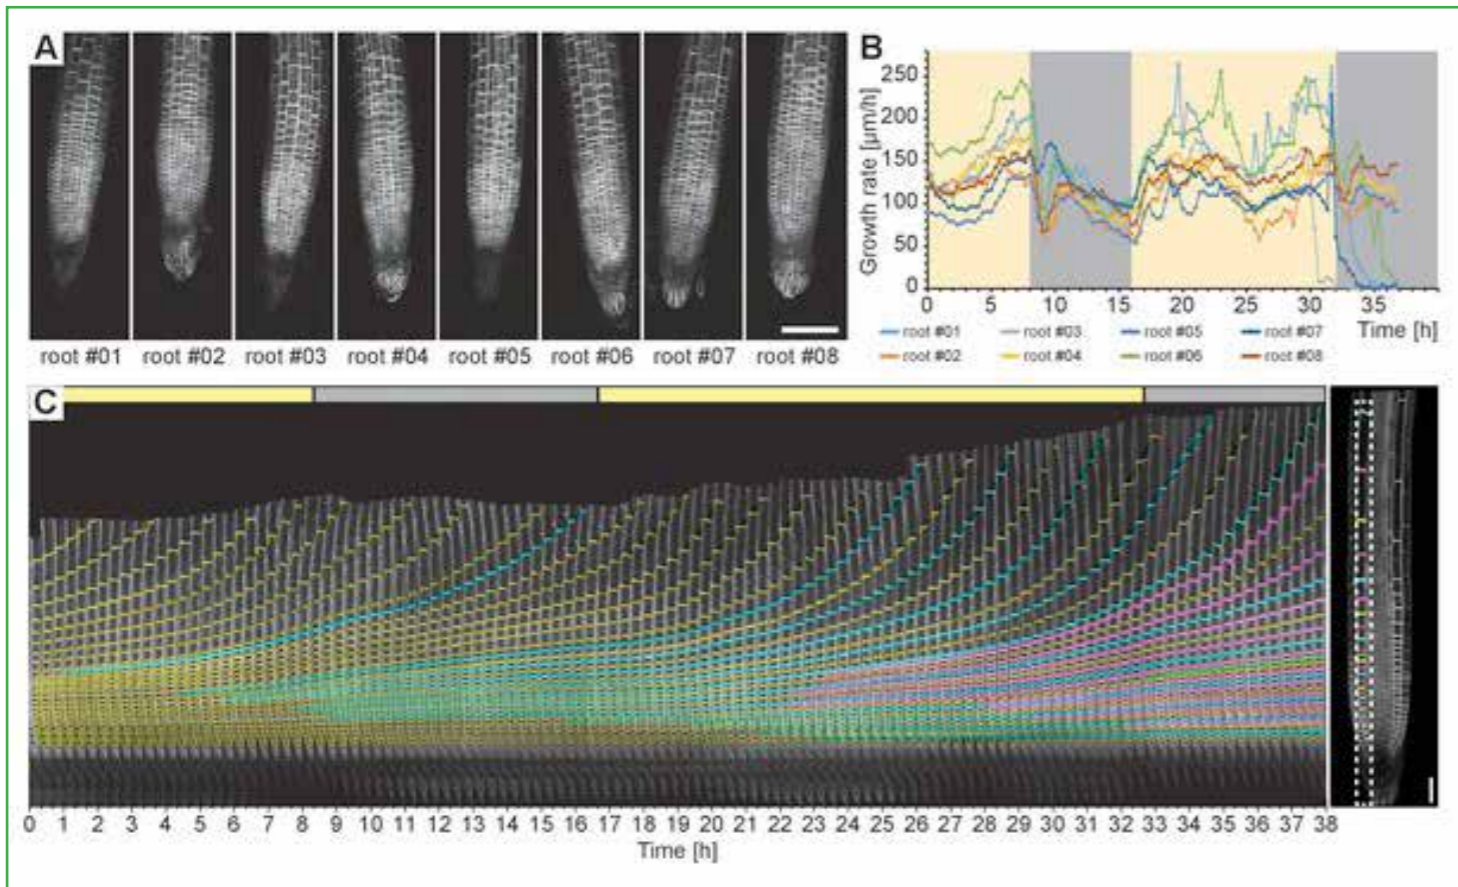 A
root #01 root #02 root #03 root #04 root #05 root #06 root #07 root #08
B
Growth rate [µm/h]
250
200
150
100
50
0
0 5 10 15 20 25 30 35
Time [h]
root #01 root #03 root #05 root #07
root #02 root #04 root #06 root #08
C
0 1 2 3 4 5 6 7 8 9 10 11 12 13 14 15 16 17 18 19 20 21 22 23 24 25 26 27 28 29 30 31 32 33 34 35 36 37 38
Time [h]